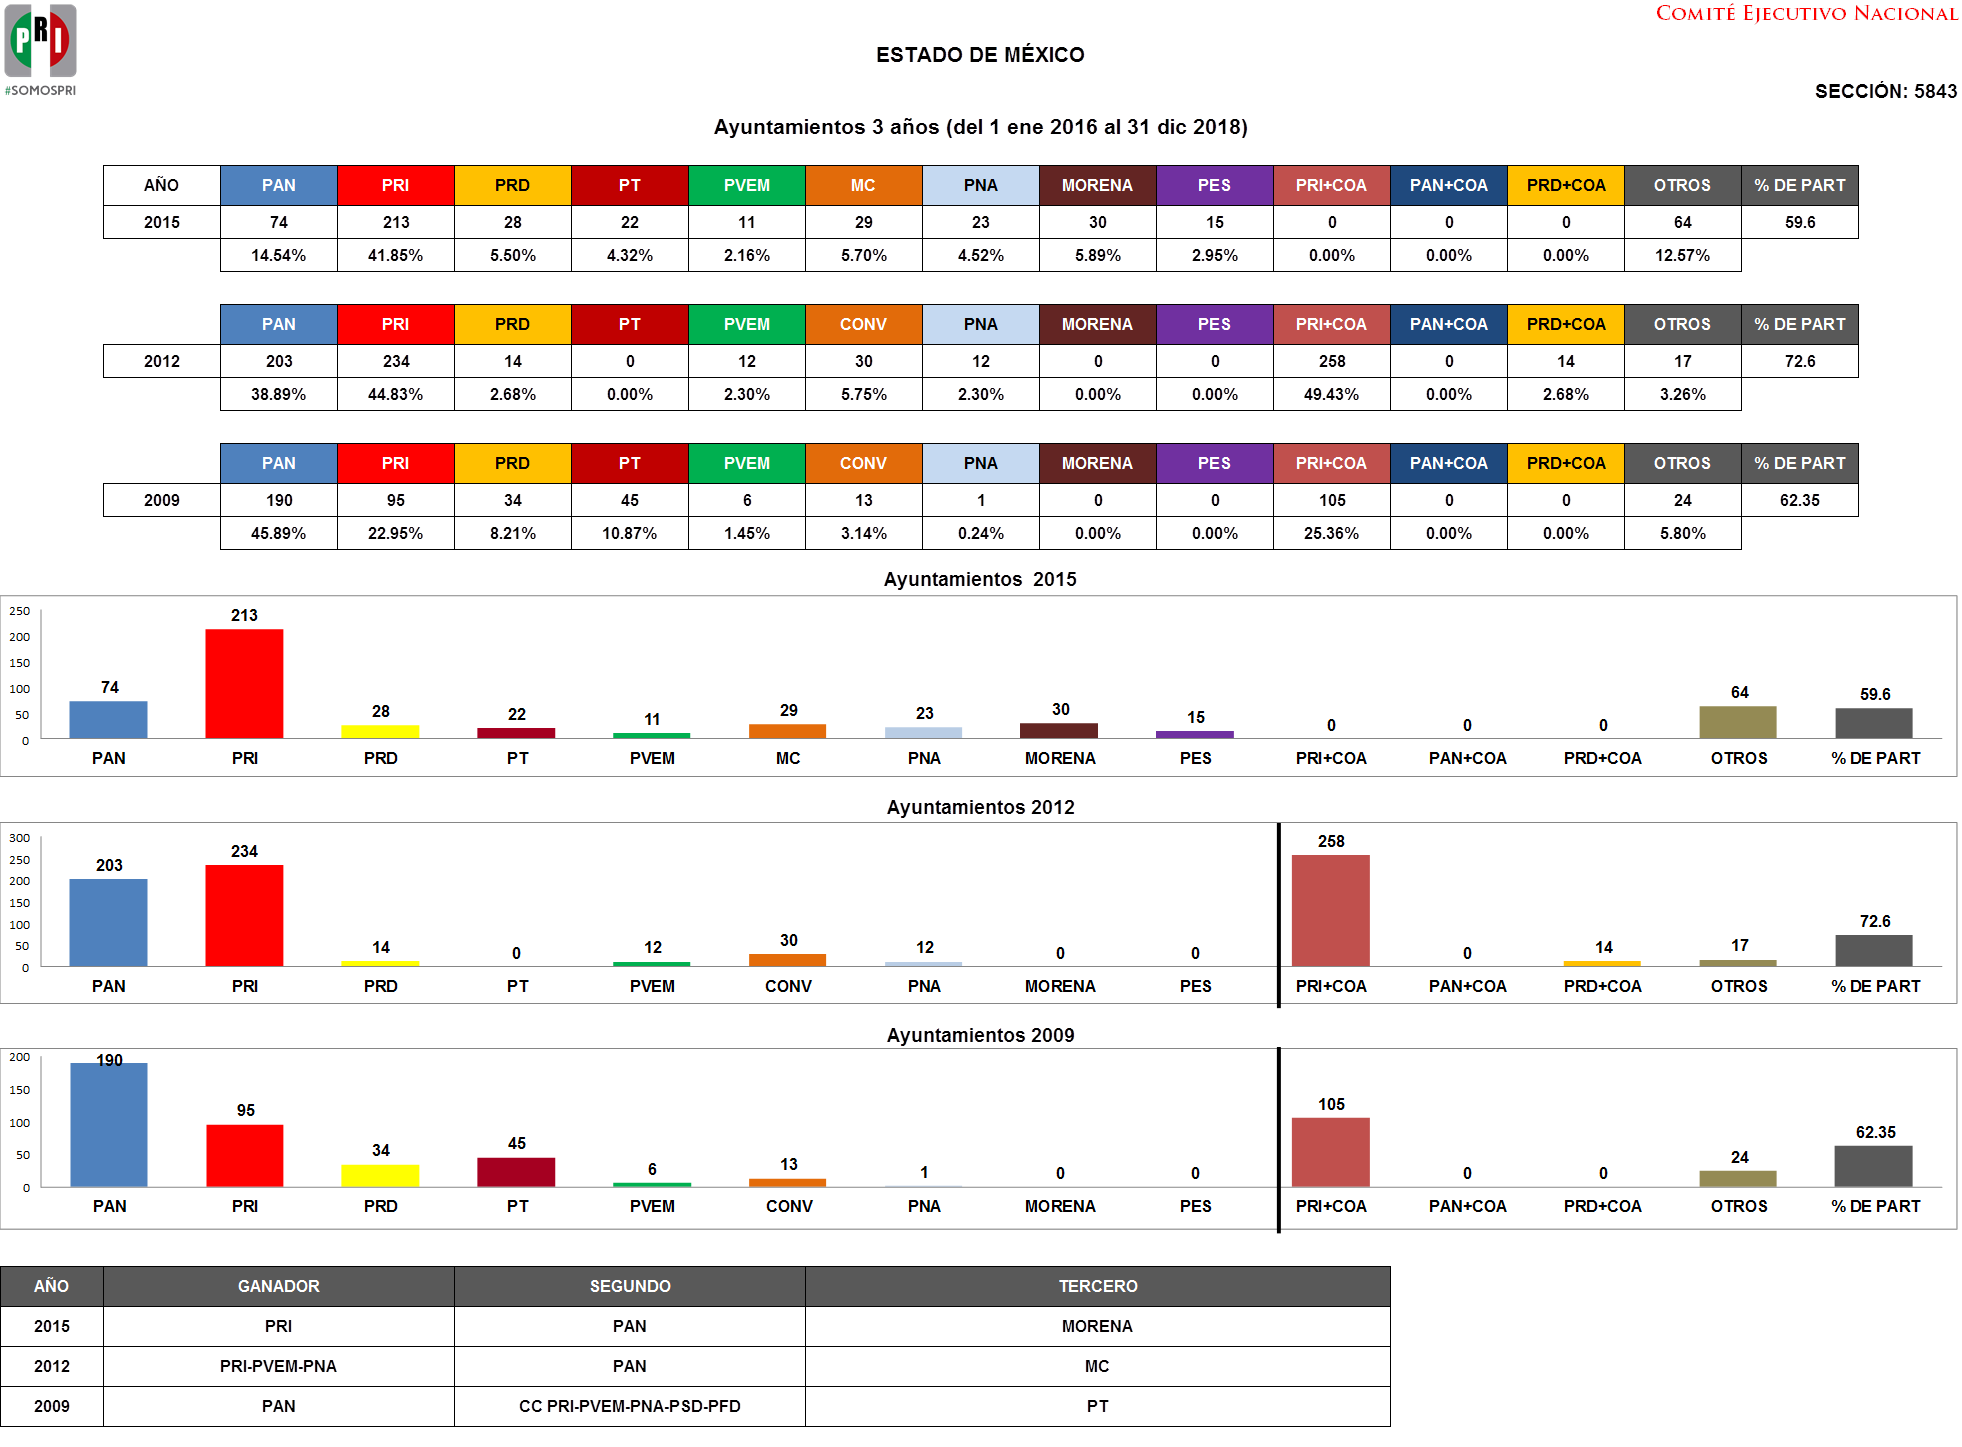 PRI
#SOMOSPRI
COMITÉ EJECUTIVO NACIONAL
ESTADO DE MÉXICO
SECCIÓN: 5843
Ayuntamientos 3 años (del 1 ene 2016 al 31 dic 2018)
AÑO PAN PRI PRD PT PVEM MC PNA MORENA PES PRI+COA PAN+COA PRD+COA OTROS % DE PART
2015 74 213 28 22 11 29 23 30 15 0 0 0 64 59.6
14.54% 41.85% 5.50% 4.32% 2.16% 5.70% 4.52% 5.89% 2.95% 0.00% 0.00% 0.00% 12.57%
PAN PRI PRD PT PVEM CONV PNA MORENA PES PRI+COA PAN+COA PRD+COA OTROS % DE PART
2012 203 234 14 0 12 30 12 0 0 258 0 14 17 72.6
38.89% 44.83% 2.68% 0.00% 2.30% 5.75% 2.30% 0.00% 0.00% 49.43% 0.00% 2.68% 3.26%
PAN PRI PRD PT PVEM CONV PNA MORENA PES PRI+COA PAN+COA PRD+COA OTROS % DE PART
2009 190 95 34 45 6 13 1 0 0 105 0 0 24 62.35
45.89% 22.95% 8.21% 10.87% 1.45% 3.14% 0.24% 0.00% 0.00% 25.36% 0.00% 0.00% 5.80%
Ayuntamientos 2015
250
200
150
100
50
0
74 213 28 22 11 29 23 30 15 0 0 0 64 59.6
PAN PRI PRD PT PVEM MC PNA MORENA PES PRI+COA PAN+COA PRD+COA OTROS % DE PART
Ayuntamientos 2012
300
250
200
150
100
50
0
203 234 14 0 12 30 12 0 0 258 0 14 17 72.6
PAN PRI PRD PT PVEM CONV PNA MORENA PES PRI+COA PAN+COA PRD+COA OTROS % DE PART
Ayuntamientos 2009
200
150
100
50
0
190 95 34 45 6 13 1 0 0 105 0 0 24 62.35
PAN PRI PRD PT PVEM CONV PNA MORENA PES PRI+COA PAN+COA PRD+COA OTROS % DE PART
AÑO GANADOR SEGUNDO TERCERO
2015 PRI PAN MORENA
2012 PRI-PVEM-PNA PAN MC
2009 PAN CC PRI-PVEM-PNA-PSD-PFD PT